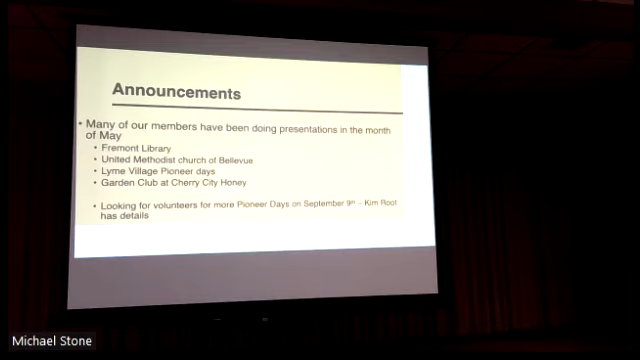 Announcements
• Many of our members have been doing presentations in the month
of May
• Fremont Library
• United Methodist church of Bellevue
• Lyme Village Pioneer days
• Garden Club at Cherry City Honey
• Looking for volunteers for more Pioneer Days on September 9th - Kim Root
has details
Michael Stone